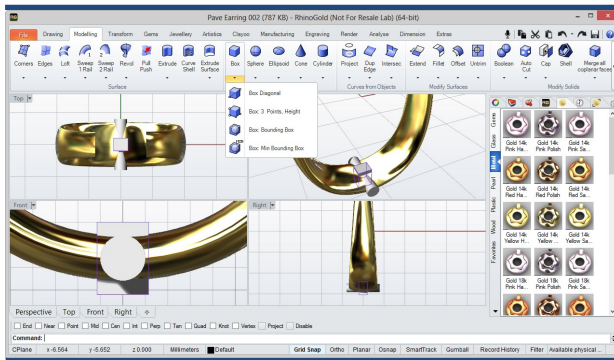 Pave Earring 002 (787 KB) - RhinoGold (Not For Resale Lab) (64-bit)
File Drawing Modelling Transform Gems Jewellery Artistics Clayoo Manufacturing Engraving Render Analyse Dimension Extras
Corners Edges Loft Sweep 1 Rail Sweep 2 Rail Revol Pull Push Extrude Curve Shell Extrude Surface Box Sphere Ellipsoid Cone Cylinder Project Dup Edge Intersec Extend Fillet Offset Untrim Boolean Auto Cut Cap Shell Merge all coplanar faces
Surface Curves from Objects Modify Surfaces Modify Solids
Box Diagonal
Box: 3 Points, Height
Box: Bounding Box
Box: Min Bounding Box
Top
Front
Right
Gems
Glass
Metal
Pearl
Plastic
Wood
Favorites
Gold 14k Pink Ha... Gold 14k Pink Polish Gold 14k Pink Sa...
Gold 14k Red Ha... Gold 14k Red Polish Gold 14k Red Sa...
Gold 14k Yellow H... Gold 14k Yellow ... Gold 14k Yellow Sa...
Gold 18k Pink Ha... Gold 18k Pink Polish Gold 18k Pink Sa...
Perspective Top Front Right
End Near Point Mid Cen Int Perp Tan Quad Knot Vertex Project Disable
Command:
CPlane x -6.564 y -5.652 z 0.000 Millimeters Default Grid Snap Ortho Planar Osnap SmartTrack Gumball Record History Filter Available physical ...